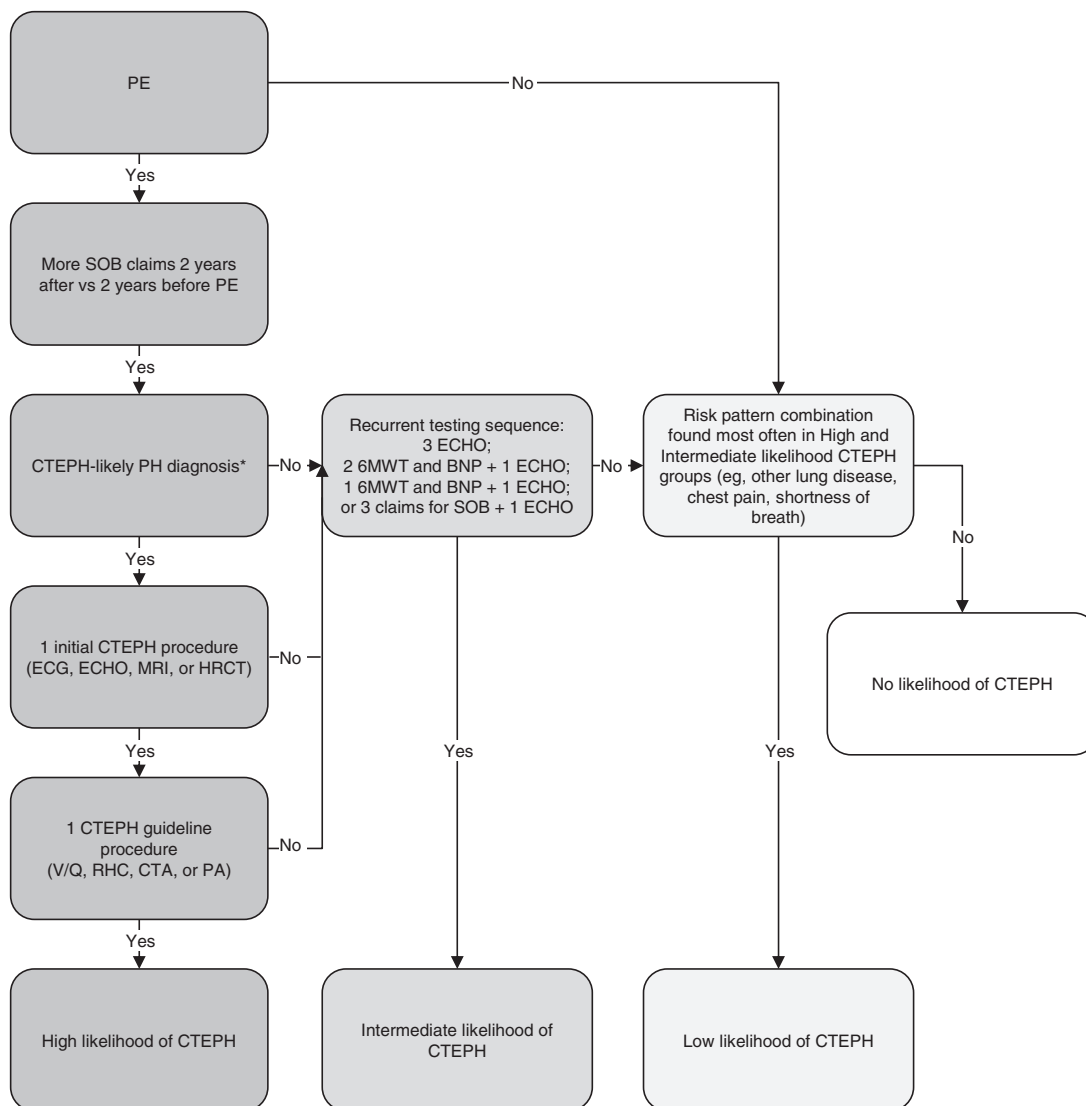 PE
No
Yes
More SOB claims 2 years
after vs 2 years before PE
Yes
CTEPH-likely PH diagnosis*
No
Recurrent testing sequence:
3 ECHO;
2 6MWT and BNP + 1 ECHO;
1 6MWT and BNP + 1 ECHO;
or 3 claims for SOB + 1 ECHO
No
Risk pattern combination
found most often in High and
Intermediate likelihood CTEPH
groups (eg, other lung disease,
chest pain, shortness of
breath)
No
Yes
1 initial CTEPH procedure
(ECG, ECHO, MRI, or HRCT)
No
No likelihood of CTEPH
Yes
Yes
Yes
1 CTEPH guideline
procedure
(V/Q, RHC, CTA, or PA)
No
Yes
High likelihood of CTEPH
Intermediate likelihood of
CTEPH
Low likelihood of CTEPH